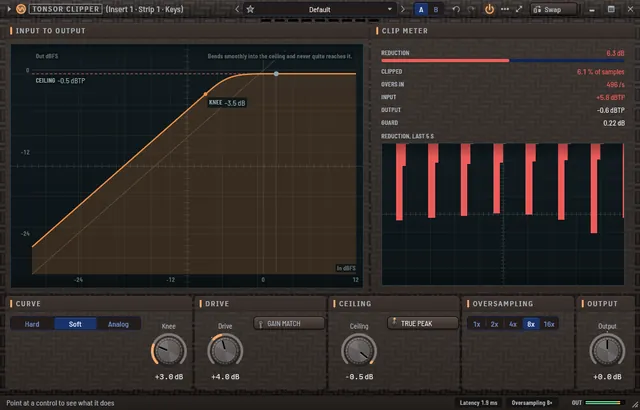 TONSOR CLIPPER (Insert 1 · Strip 1 · Keys)
Default
A B
Swap
INPUT TO OUTPUT
Out dBFS
Bends smoothly into the ceiling and never quite reaches it.
0
CEILING -0.5 dBTP
KNEE -3.5 dB
-12
-24
In dBFS
-24 -12 0 12
CLIP METER
REDUCTION 6.3 dB
CLIPPED 6.1 % of samples
OVERS IN 496 /s
INPUT +5.8 dBTP
OUTPUT -0.6 dBTP
GUARD 0.22 dB
REDUCTION, LAST 5 S
CURVE
Hard Soft Analog
Knee
+3.0 dB
DRIVE
Drive
GAIN MATCH
+4.0 dB
CEILING
Ceiling
TRUE PEAK
-0.5 dB
OVERSAMPLING
1x 2x 4x 8x 16x
OUTPUT
Output
+0.0 dB
Point at a control to see what it does
Latency 1.9 ms
Oversampling 8×
OUT